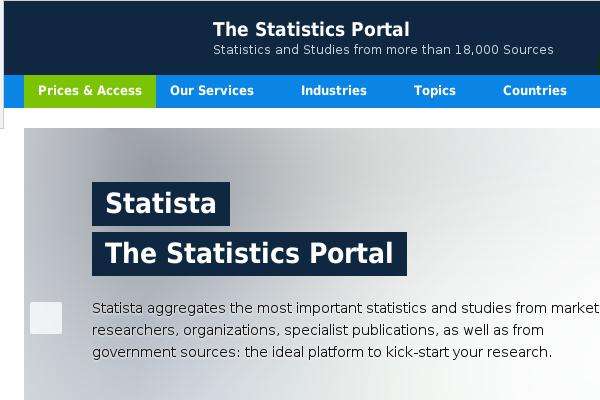 The Statistics Portal
Statistics and Studies from more than 18,000 Sources
Prices & Access Our Services Industries Topics Countries
Statista
The Statistics Portal
Statista aggregates the most important statistics and studies from market
researchers, organizations, specialist publications, as well as from
government sources: the ideal platform to kick-start your research.